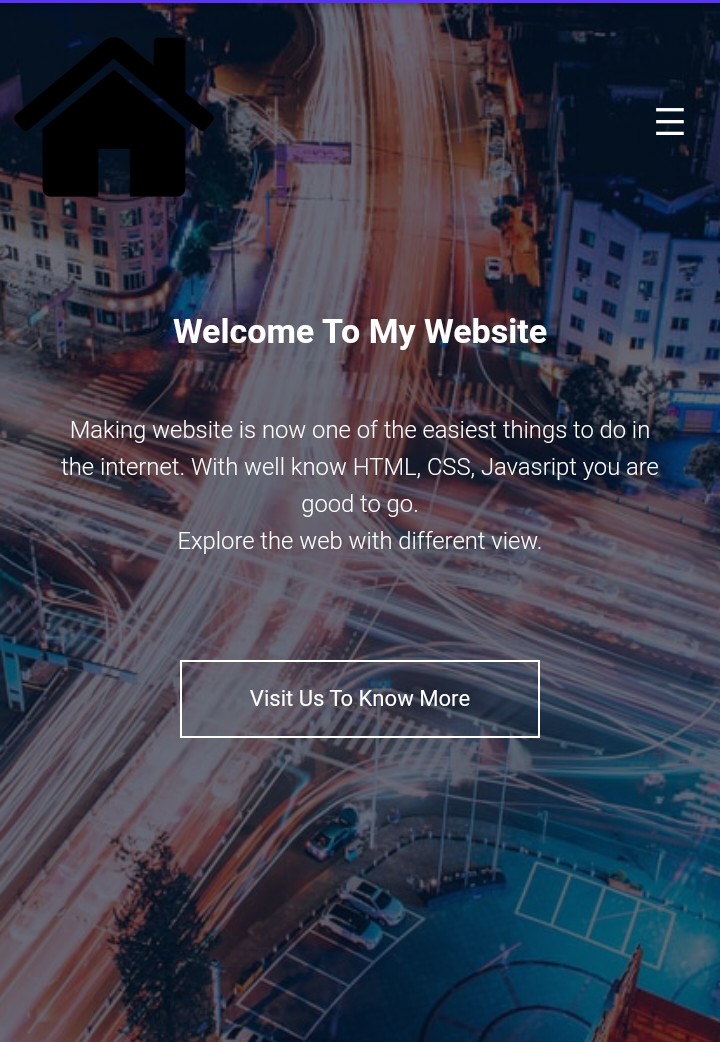 Welcome To My Website
Making website is now one of the easiest things to do in
the internet. With well know HTML, CSS, Javasript you are
good to go.
Explore the web with different view.
Visit Us To Know More